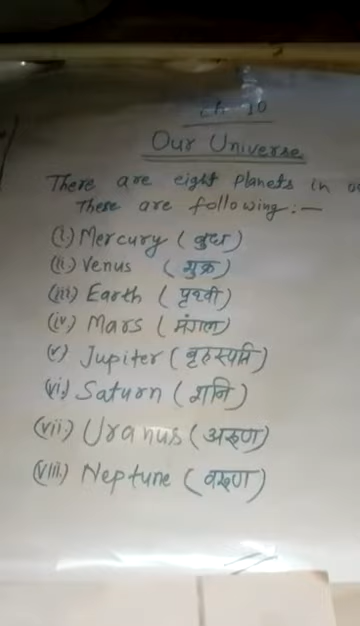 Ch-10
Our Universe
There are eight Planets in
These are following:—
(i.) Mercury (बुध)
(ii.) Venus (शुक्र)
(iii) Earth (पृथ्वी)
(iv.) Mars (मंगल)
(v) Jupiter (बृहस्पति)
(vi.) Saturn (शनि)
(vii.) Uranus (अरूण)
(VIII.) Neptune (वरूण)